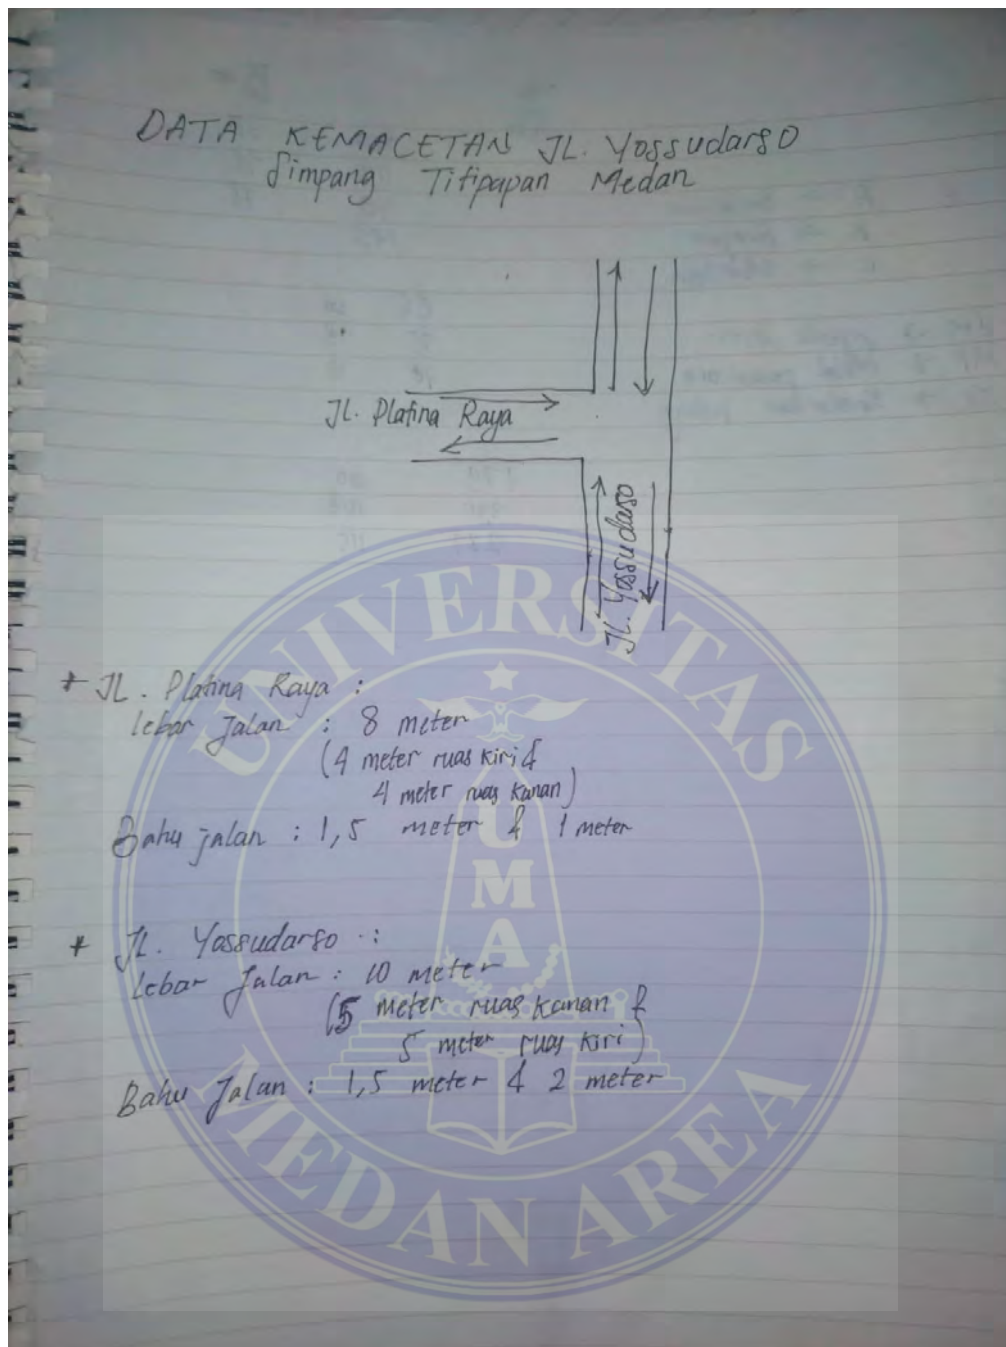 DATA KEMACETAN JL. Yossudarso
Simpang Titipapan Medan
JL. Platina Raya
JL. Yossudarso
* JL. Platina Raya :
Lebar Jalan : 8 meter
(4 meter ruas kiri &
4 meter ruas kanan)
Bahu jalan : 1,5 meter & 1 meter
* JL. Yossudarso :
Lebar Jalan : 10 meter
(5 meter ruas kanan &
5 meter ruas kiri)
Bahu Jalan : 1,5 meter & 2 meter
UNIVERSITAS
UMA
MEDAN AREA